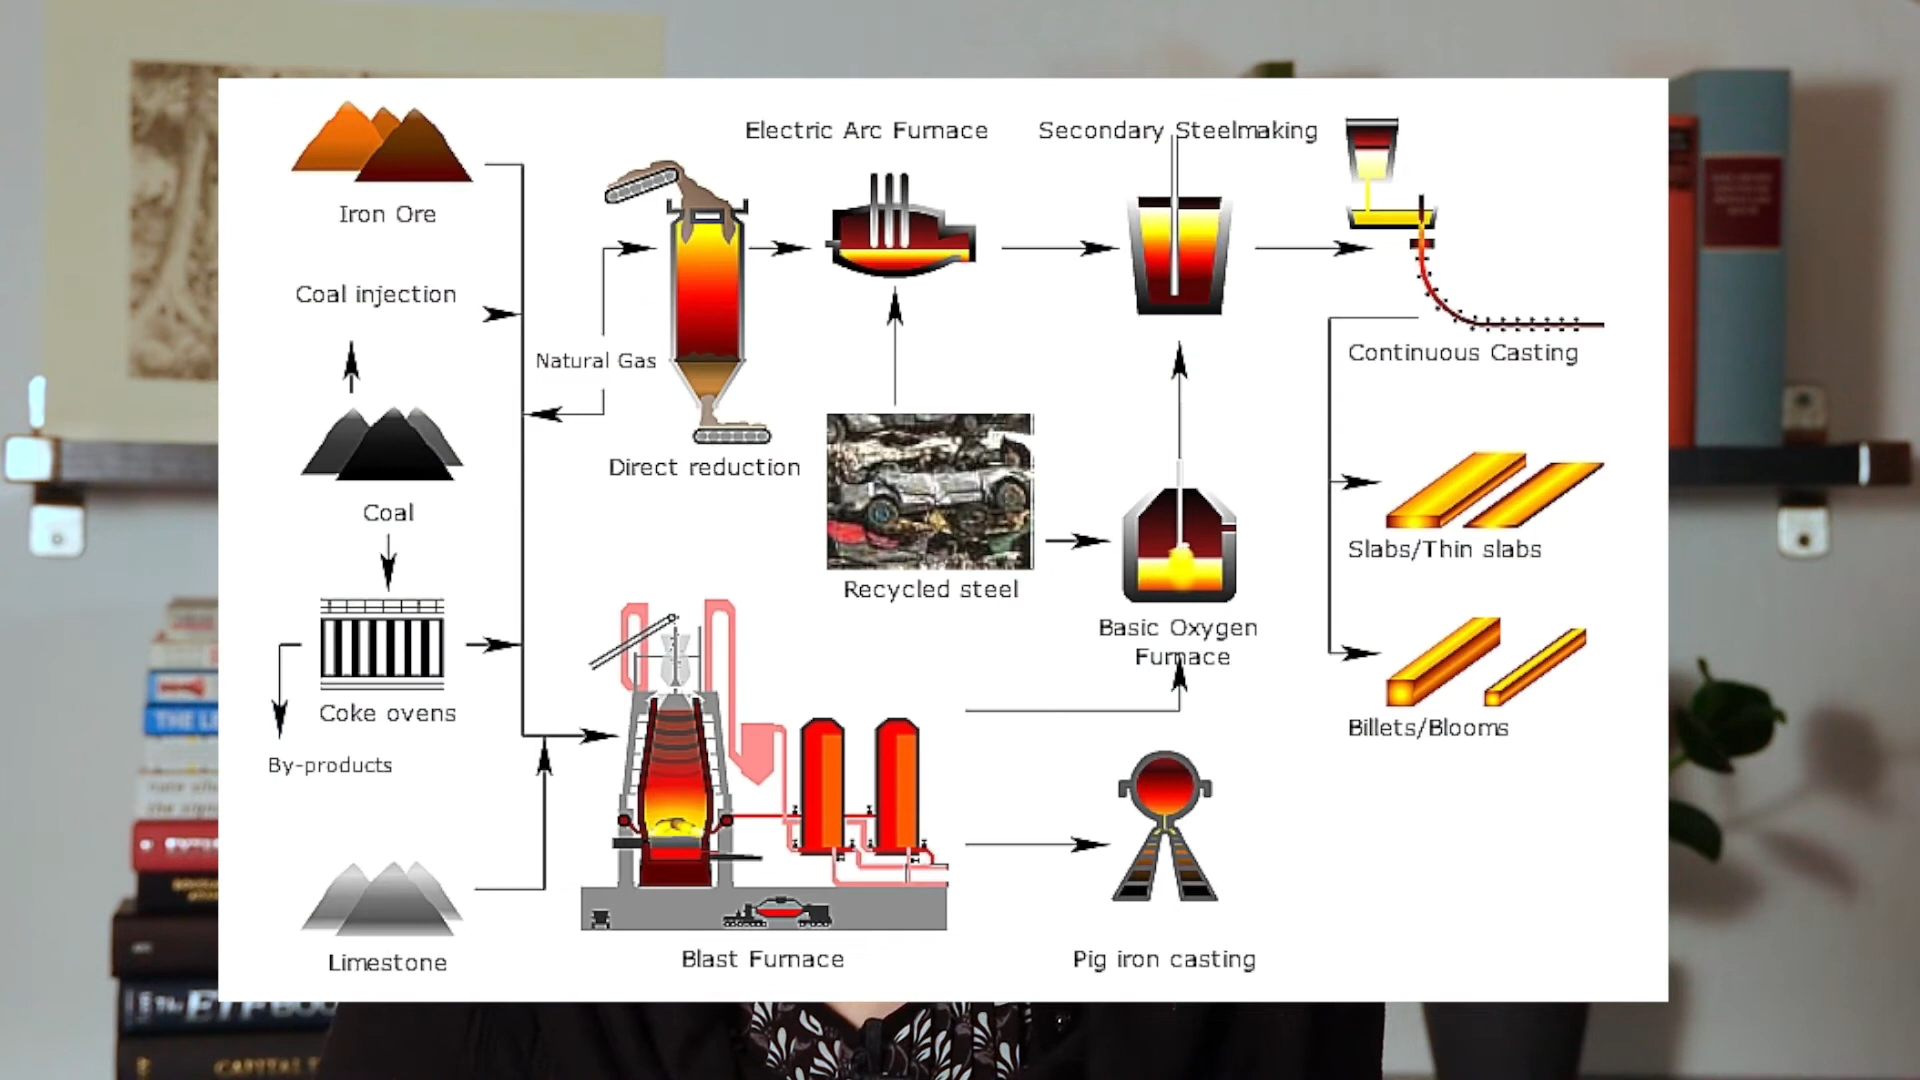 Electric Arc Furnace
Secondary Steelmaking
Iron Ore
Coal injection
Natural Gas
Continuous Casting
Direct reduction
Coal
Slabs/Thin slabs
Recycled steel
Basic Oxygen
Furnace
Coke ovens
Billets/Blooms
By-products
Limestone
Blast Furnace
Pig iron casting
THE